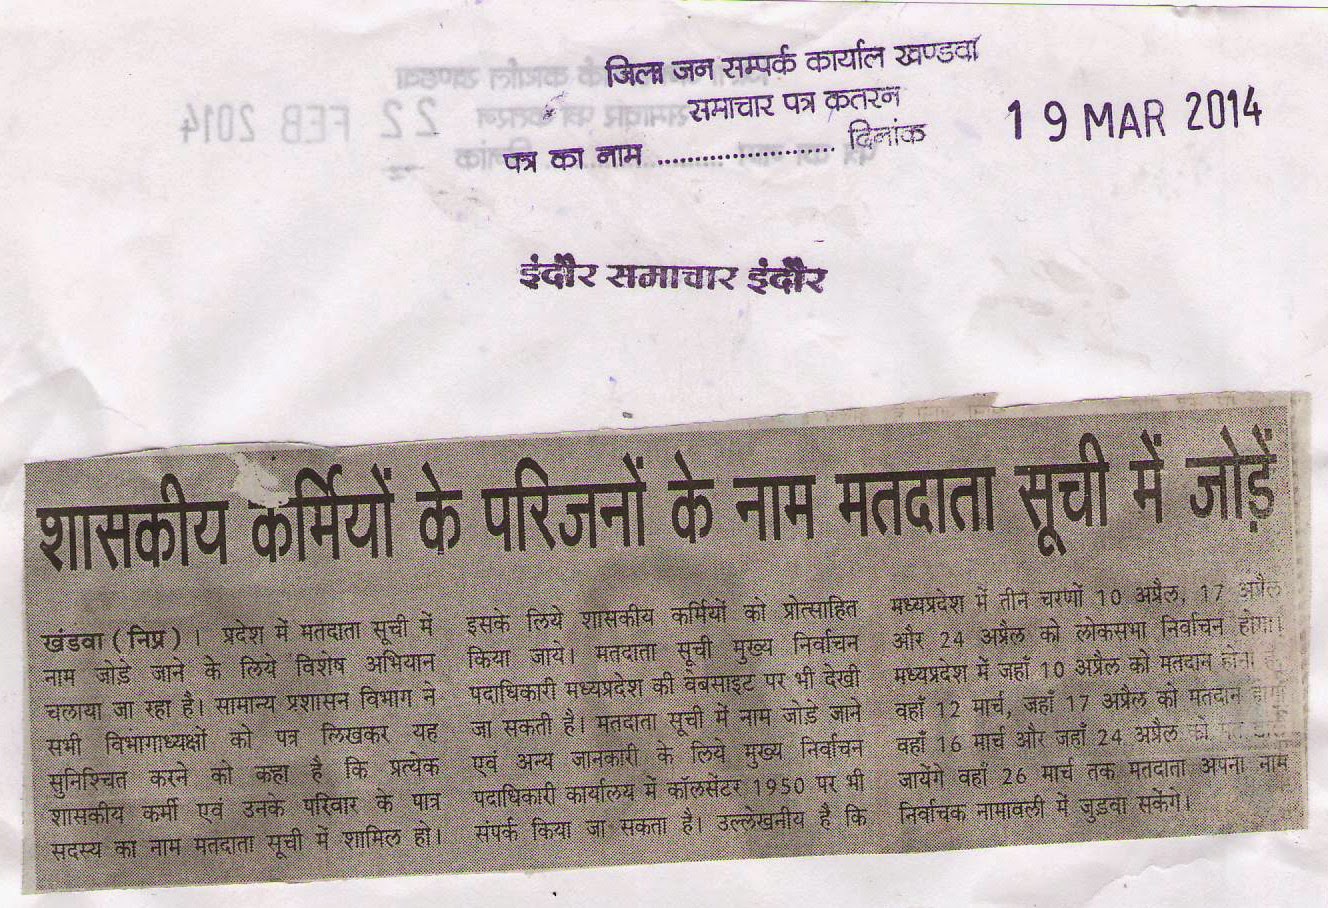 जिला जन सम्पर्क कार्याल खण्डवा
समाचार पत्र कतरन
पत्र का नाम ........................ दिनांक 19 MAR 2014
इंदौर समाचार इंदौर
शासकीय कर्मियों के परिजनों के नाम मतदाता सूची में जोड़ें
खंडवा (निप्र)। प्रदेश में मतदाता सूची में
नाम जोड़े जाने के लिये विशेष अभियान
चलाया जा रहा है। सामान्य प्रशासन विभाग ने
सभी विभागाध्यक्षों को पत्र लिखकर यह
सुनिश्चित करने को कहा है कि प्रत्येक
शासकीय कर्मी एवं उनके परिवार के पात्र
सदस्य का नाम मतदाता सूची में शामिल हो।
इसके लिये शासकीय कर्मियों को प्रोत्साहित
किया जाये। मतदाता सूची मुख्य निर्वाचन
पदाधिकारी मध्यप्रदेश की वेबसाइट पर भी देखी
जा सकती है। मतदाता सूची में नाम जोड़े जाने
एवं अन्य जानकारी के लिये मुख्य निर्वाचन
पदाधिकारी कार्यालय में कॉलसेंटर 1950 पर भी
संपर्क किया जा सकता है। उल्लेखनीय है कि
मध्यप्रदेश में तीन चरणों 10 अप्रैल, 17 अप्रैल
और 24 अप्रैल को लोकसभा निर्वाचन होगा।
मध्यप्रदेश में जहाँ 10 अप्रैल को मतदान होना
वहाँ 12 मार्च, जहाँ 17 अप्रैल को मतदान होगा
वहाँ 16 मार्च और जहाँ 24 अप्रैल को
जायेंगे वहाँ 26 मार्च तक मतदाता अपना नाम
निर्वाचक नामावली में जुडवा सकेंगे।